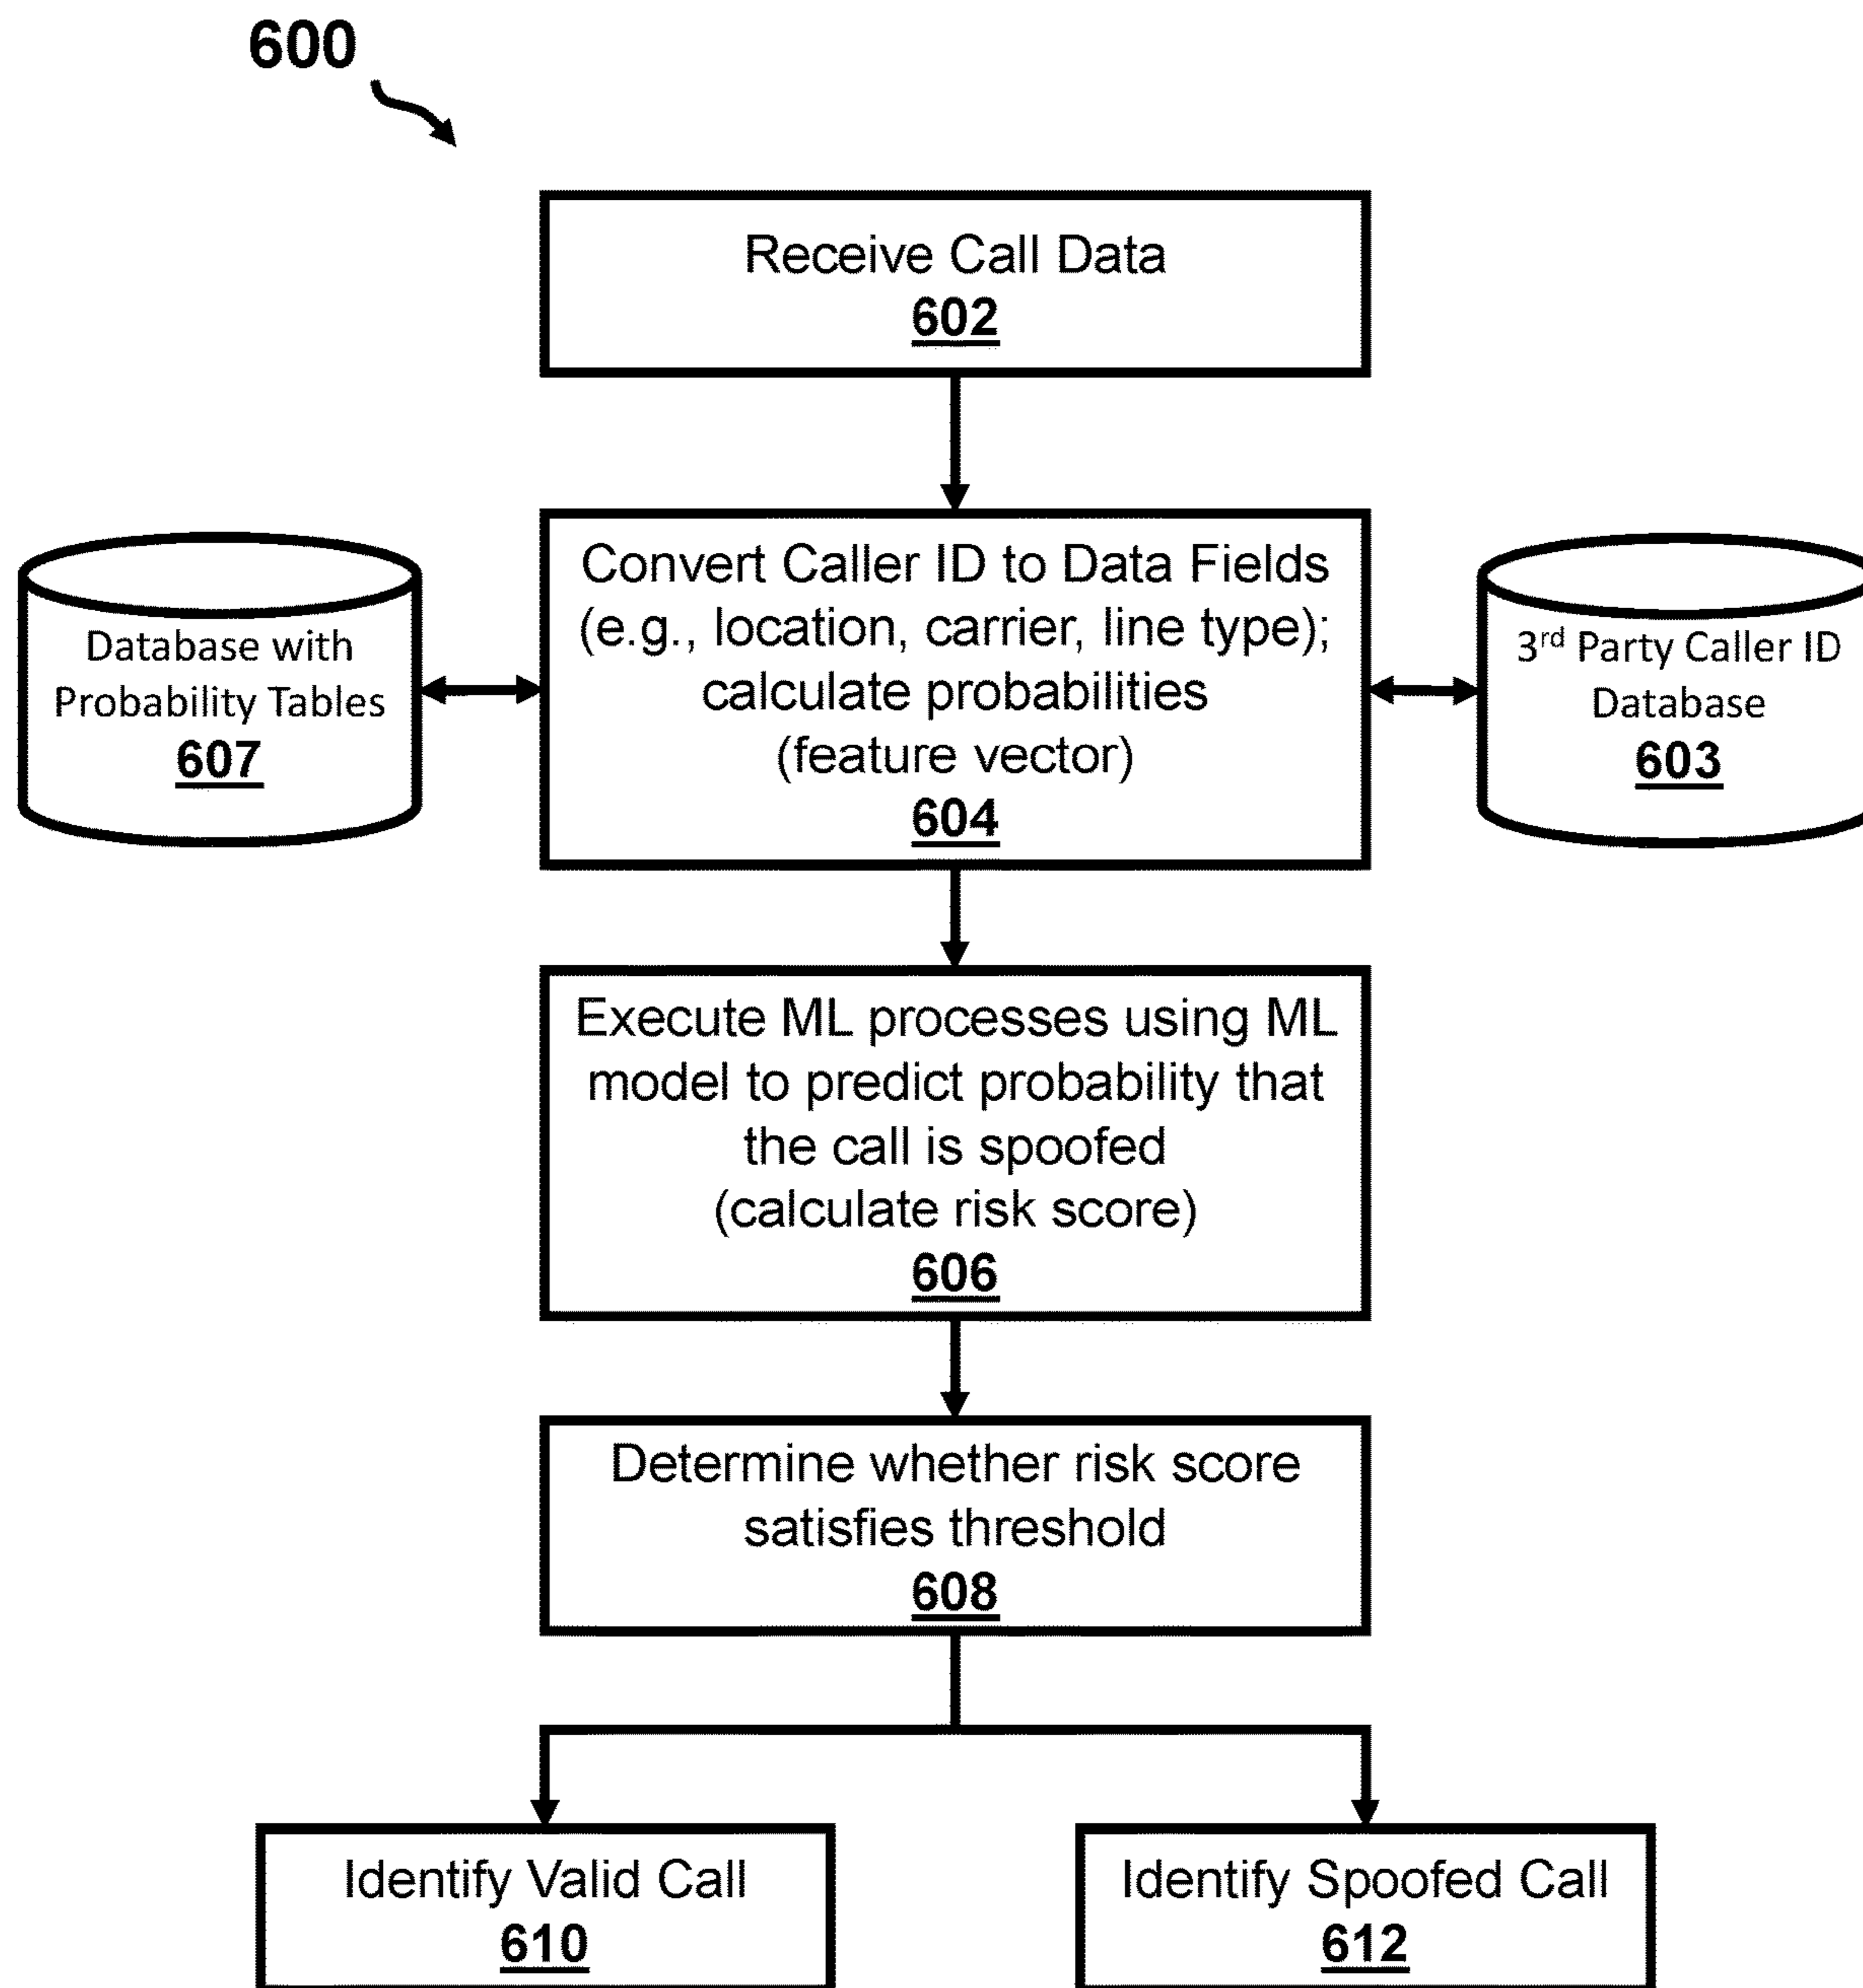 600
Receive Call Data
602
Convert Caller ID to Data Fields
(e.g., location, carrier, line type);
calculate probabilities
(feature vector)
604
Database with
Probability Tables
607
3rd Party Caller ID
Database
603
Execute ML processes using ML
model to predict probability that
the call is spoofed
(calculate risk score)
606
Determine whether risk score
satisfies threshold
608
Identify Valid Call
610
Identify Spoofed Call
612